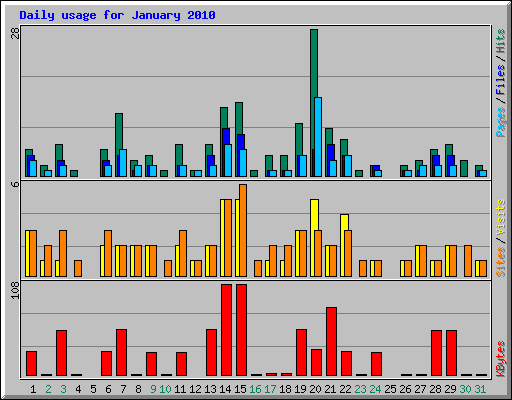 Daily usage for January 2010
28
Pages / Files / Hits
6
Sites / Visits
108
KBytes
1 2 3 4 5 6 7 8 9 10 11 12 13 14 15 16 17 18 19 20 21 22 23 24 25 26 27 28 29 30 31